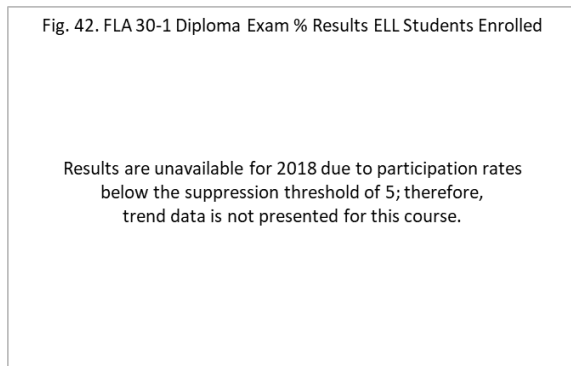 Fig. 42. FLA 30-1 Diploma Exam % Results ELL Students Enrolled
Results are unavailable for 2018 due to participation rates
below the suppression threshold of 5; therefore,
trend data is not presented for this course.